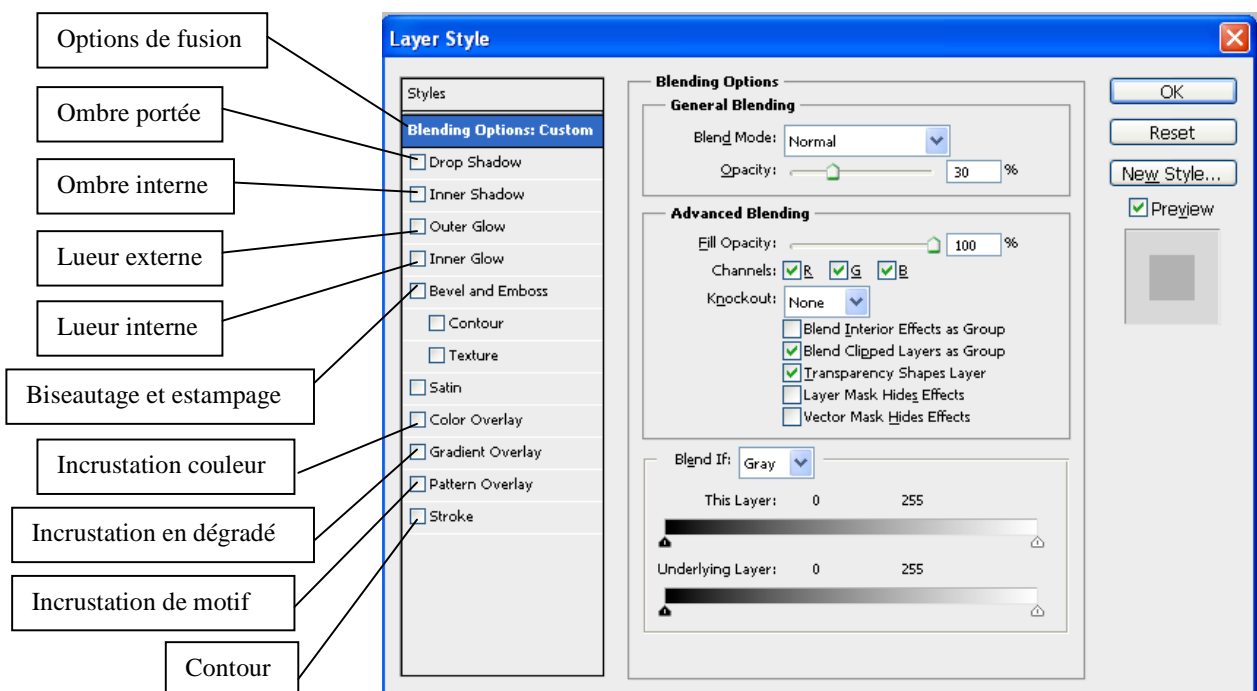 Options de fusion
Ombre portée
Ombre interne
Lueur externe
Lueur interne
Biseautage et estampage
Incrustation couleur
Incrustation en dégradé
Incrustation de motif
Contour
Layer Style
Styles
Blending Options: Custom
Drop Shadow
Inner Shadow
Outer Glow
Inner Glow
Bevel and Emboss
Contour
Texture
Satin
Color Overlay
Gradient Overlay
Pattern Overlay
Stroke
Blending Options
General Blending
Blend Mode: Normal
Opacity: 30 %
Advanced Blending
Fill Opacity: 100 %
Channels: R G B
Knockout: None
Blend Interior Effects as Group
Blend Clipped Layers as Group
Transparency Shapes Layer
Layer Mask Hides Effects
Vector Mask Hides Effects
Blend If: Gray
This Layer: 0 255
Underlying Layer: 0 255
OK
Reset
New Style...
Preview